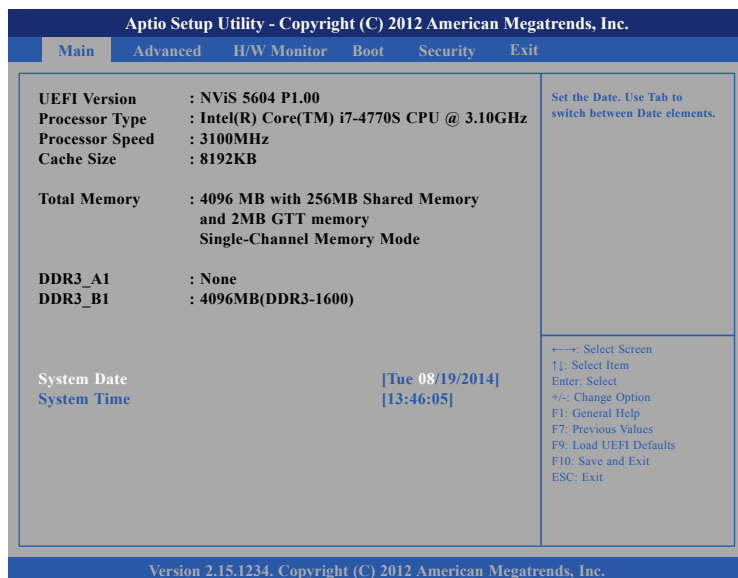 Aptio Setup Utility - Copyright (C) 2012 American Megatrends, Inc.
Main Advanced H/W Monitor Boot Security Exit
UEFI Version : NViS 5604 P1.00
Processor Type : Intel(R) Core(TM) i7-4770S CPU @ 3.10GHz
Processor Speed : 3100MHz
Cache Size : 8192KB
Total Memory : 4096 MB with 256MB Shared Memory
and 2MB GTT memory
Single-Channel Memory Mode
DDR3_A1 : None
DDR3_B1 : 4096MB(DDR3-1600)
System Date [Tue 08/19/2014]
System Time [13:46:05]
Set the Date. Use Tab to
switch between Date elements.
←→: Select Screen
↑↓: Select Item
Enter: Select
+/-: Change Option
F1: General Help
F7: Previous Values
F9: Load UEFI Defaults
F10: Save and Exit
ESC: Exit
Version 2.15.1234. Copyright (C) 2012 American Megatrends, Inc.